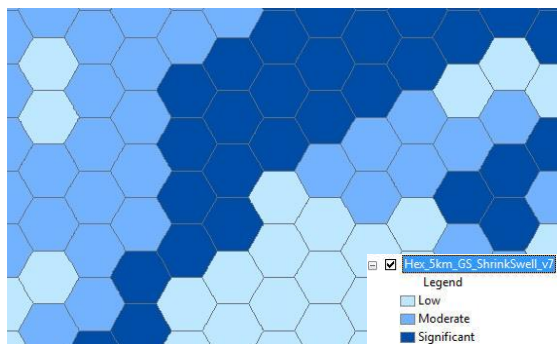 Hex_5km_GS_ShrinkSwell_v7
Legend
Low
Moderate
Significant